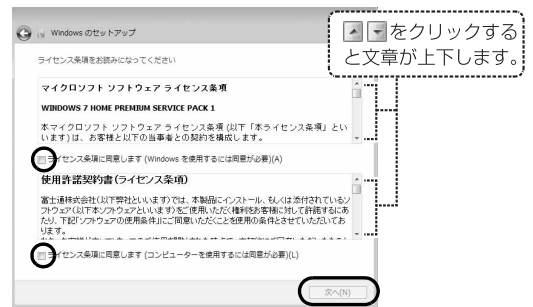 Windows のセットアップ
ライセンス条項をお読みになってください
マイクロソフト ソフトウェア ライセンス条項
WINDOWS 7 HOME PREMIUM SERVICE PACK 1
本マイクロソフト ソフトウェア ライセンス条項 (以下「本ライセンス条項」とい
います) は、お客様と以下の当事者との契約を構成します。
ライセンス条項に同意します (Windows を使用するには同意が必要)(A)
使用許諾契約書(ライセンス条項)
富士通株式会社(以下弊社といいます)では、本製品にインストール、もしくは添付されているソ
フトウェア(以下本ソフトウェアといいます)をご使用いただく権利をお客様に対して許諾するにあ
たり、下記「ソフトウェアの使用条件」にご同意いただくことを使用の条件とさせていただいてお
ります。
ライセンス条項に同意します (コンピューターを使用するには同意が必要)(L)
次へ(N)
をクリックする
と文章が上下します。